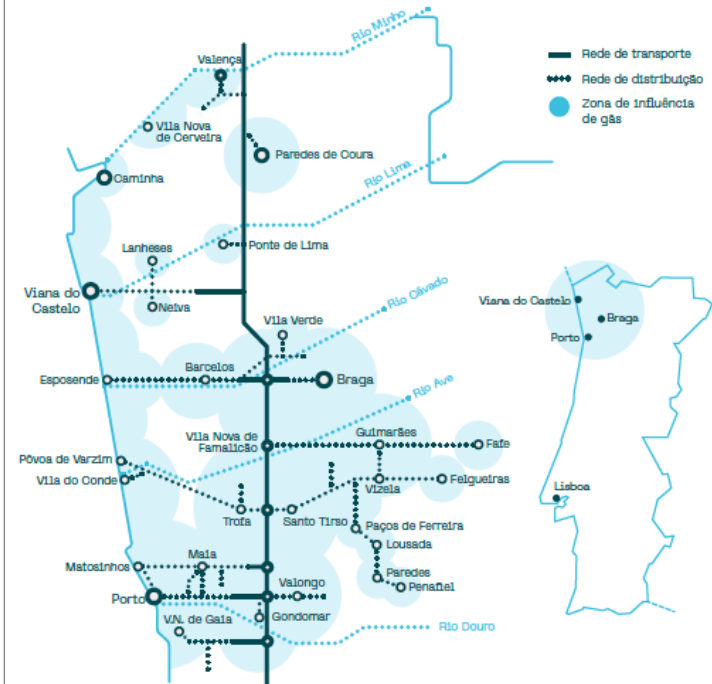 Rio Minho
Valença
Rede de transporte
Rede de distribuição
Zona de influência
de gás
Vila Nova
de Cerveira
Paredes de Coura
Caminha
Rio Lima
Lanheses
Ponte de Lima
Viana do
Castelo
Neiva
Rio Câvado
Vila Verde
Viana do Castelo
Braga
Porto
Esposende
Barcelos
Braga
Rio Ave
Vila Nova de
Famalicão
Guimarães
Fafe
Pôvoa de Varzim
Vila do Conde
Vizela
Felgueiras
Lisboa
Trofa
Santo Tirso
Paços de Ferreira
Lousada
Matosinhos
Maia
Paredes
Penafiel
Porto
Valongo
V.N. de Gaia
Gondomar
Rio Douro